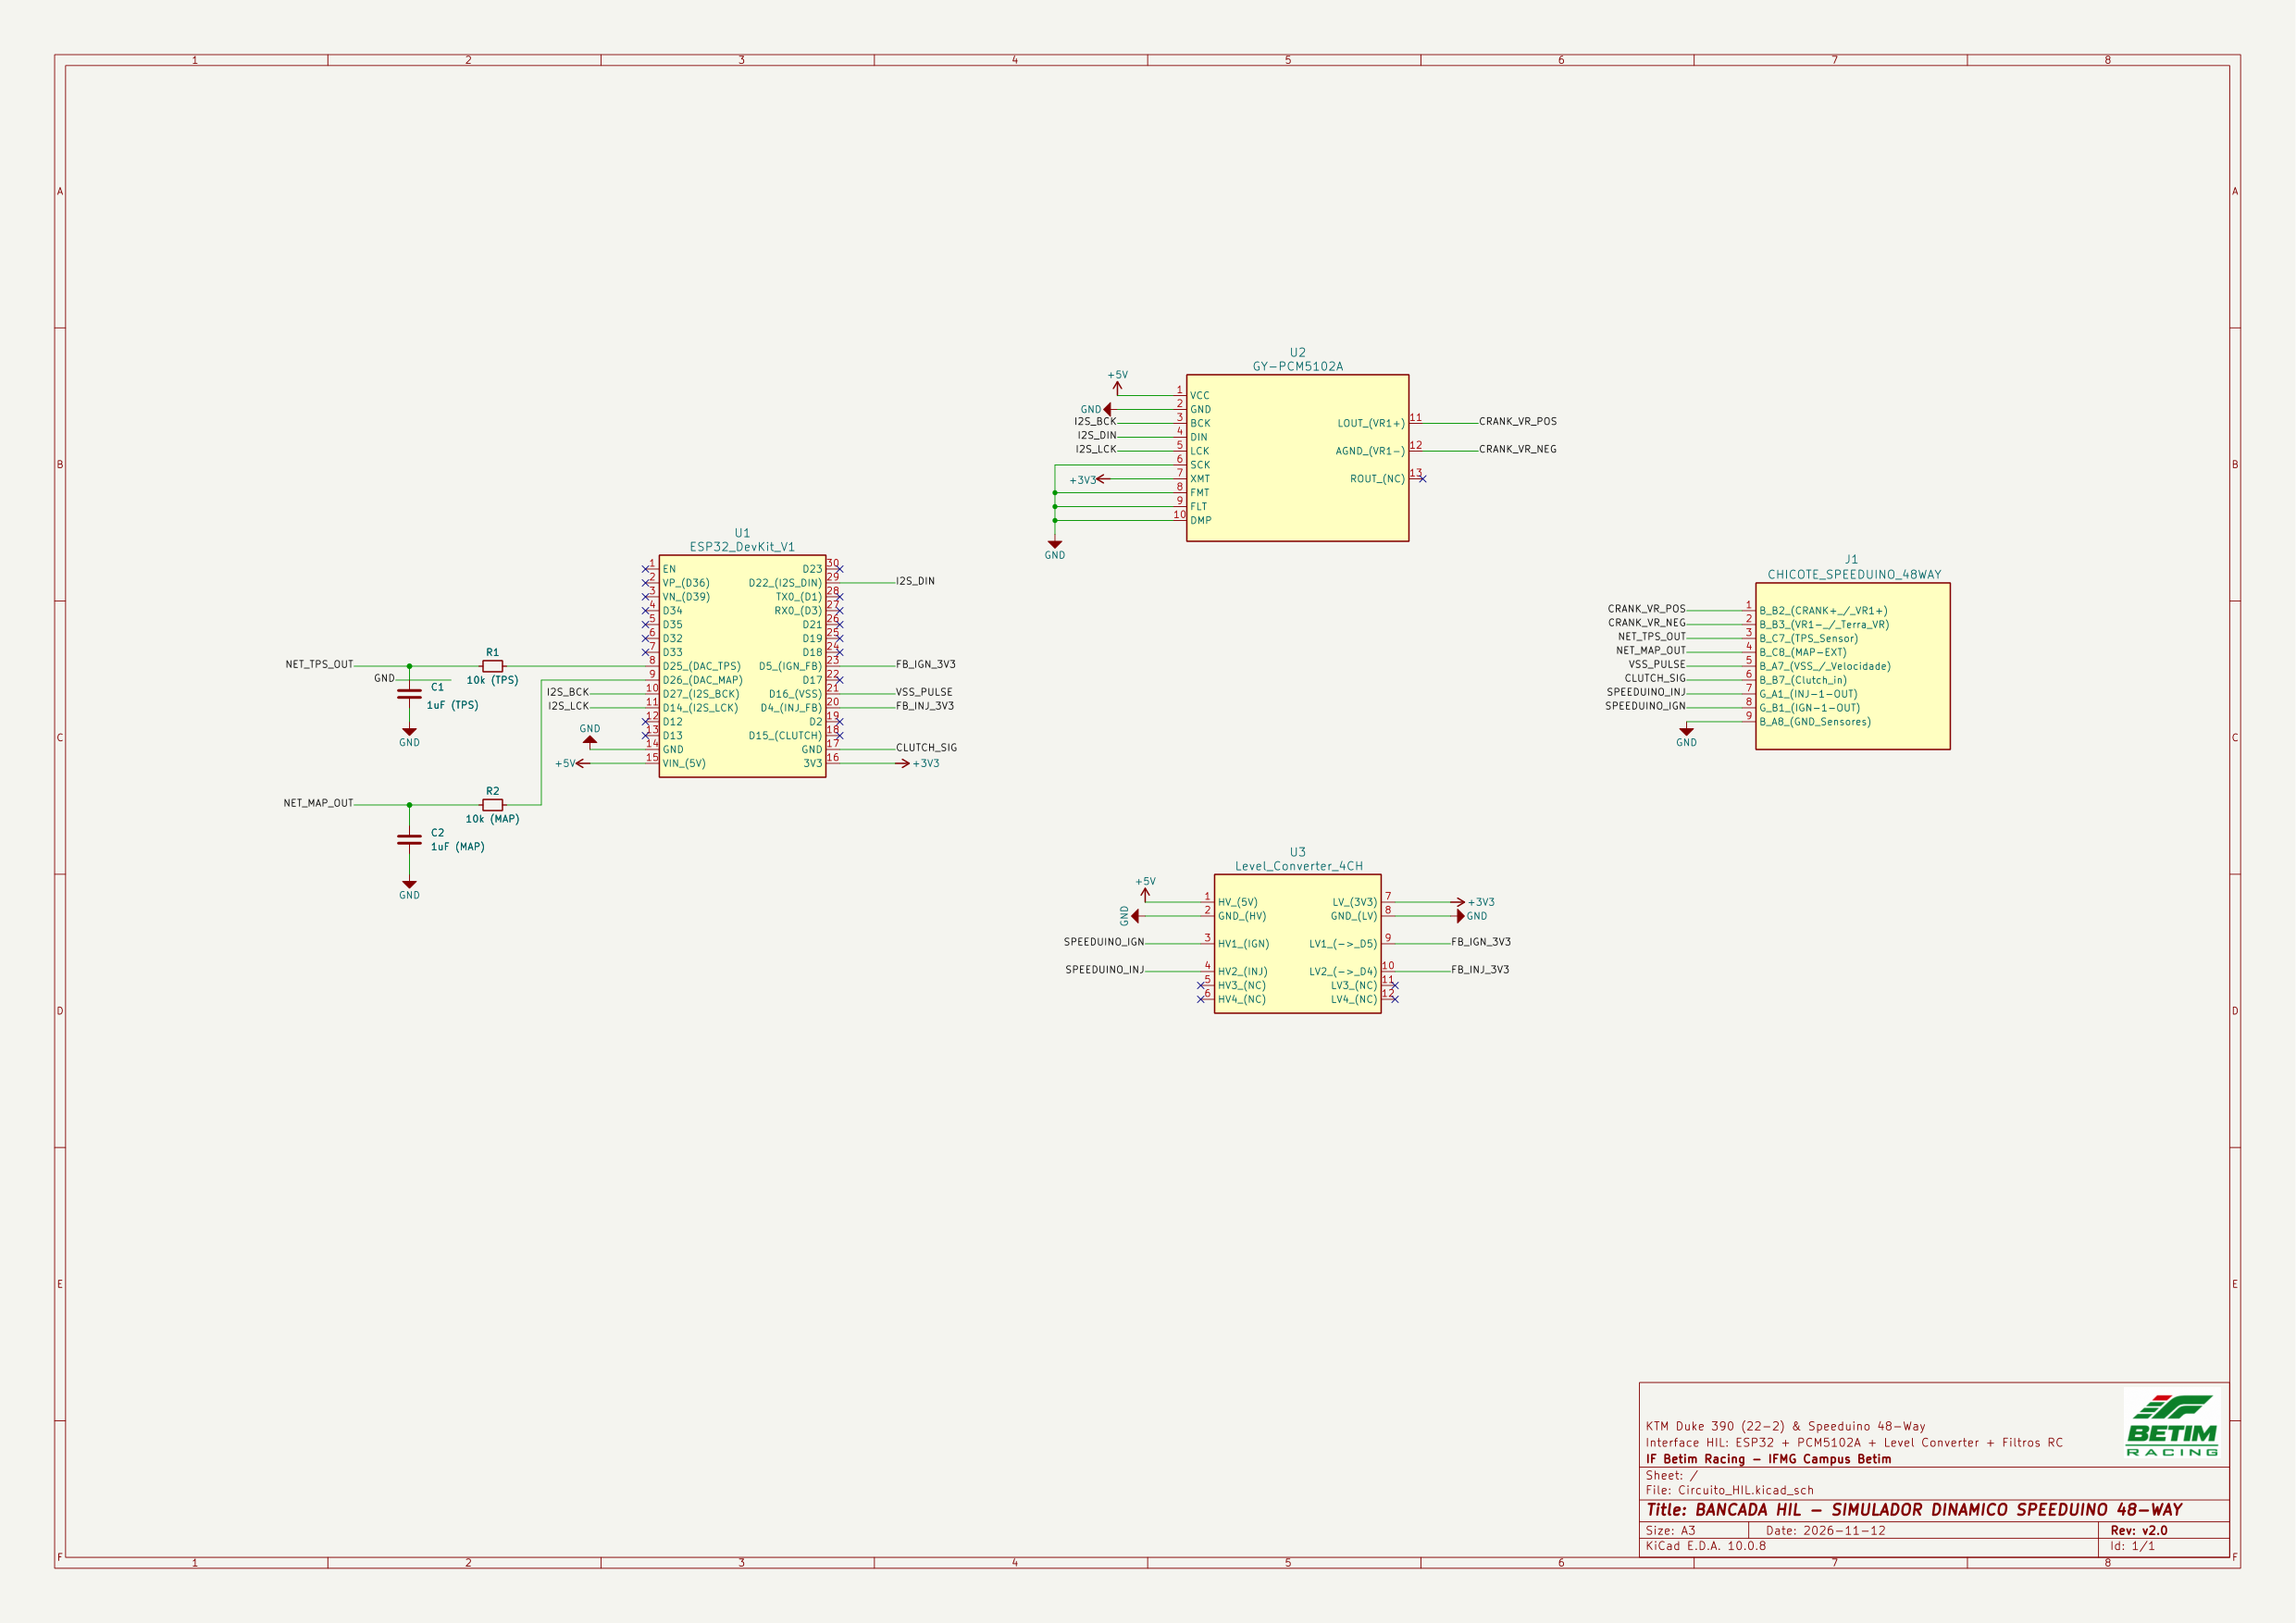 1 2 3 4 5 6 7 8
A A
B B
C C
D D
E E
F F
1 2 3 4 5 6 7 8
NET_TPS_OUT
R1
10k (TPS)
GND
C1
1uF (TPS)
GND
NET_MAP_OUT
R2
10k (MAP)
C2
1uF (MAP)
GND
U1
ESP32_DevKit_V1
1 EN D23 30
2 VP_(D36) D22_(I2S_DIN) 29 I2S_DIN
3 VN_(D39) TX0_(D1) 28
4 D34 RX0_(D3) 27
5 D35 D21 26
6 D32 D19 25
7 D33 D18 24
8 D25_(DAC_TPS) D5_(IGN_FB) 23 FB_IGN_3V3
9 D26_(DAC_MAP) D17 22
I2S_BCK 10 D27_(I2S_BCK) D16_(VSS) 21 VSS_PULSE
I2S_LCK 11 D14_(I2S_LCK) D4_(INJ_FB) 20 FB_INJ_3V3
12 D12 D2 19
13 D13 D15_(CLUTCH) 18
GND 14 GND GND 17 CLUTCH_SIG
+5V 15 VIN_(5V) 3V3 16 +3V3
U2
GY-PCM5102A
+5V 1 VCC
GND 2 GND
I2S_BCK 3 BCK LOUT_(VR1+) 11 CRANK_VR_POS
I2S_DIN 4 DIN
I2S_LCK 5 LCK AGND_(VR1-) 12 CRANK_VR_NEG
6 SCK
+3V3 7 XMT ROUT_(NC) 13
8 FMT
9 FLT
10 DMP
GND
J1
CHICOTE_SPEEDUINO_48WAY
CRANK_VR_POS 1 B_B2_(CRANK+_/_VR1+)
CRANK_VR_NEG 2 B_B3_(VR1-_/_Terra_VR)
NET_TPS_OUT 3 B_C7_(TPS_Sensor)
NET_MAP_OUT 4 B_C8_(MAP-EXT)
VSS_PULSE 5 B_A7_(VSS_/_Velocidade)
CLUTCH_SIG 6 B_B7_(Clutch_in)
SPEEDUINO_INJ 7 G_A1_(INJ-1-OUT)
SPEEDUINO_IGN 8 G_B1_(IGN-1-OUT)
9 B_A8_(GND_Sensores)
GND
U3
Level_Converter_4CH
+5V 1 HV_(5V) LV_(3V3) 7 +3V3
GND 2 GND_(HV) GND_(LV) 8 GND
SPEEDUINO_IGN 3 HV1_(IGN) LV1_(->_D5) 9 FB_IGN_3V3
SPEEDUINO_INJ 4 HV2_(INJ) LV2_(->_D4) 10 FB_INJ_3V3
5 HV3_(NC) LV3_(NC) 11
6 HV4_(NC) LV4_(NC) 12
KTM Duke 390 (22-2) & Speeduino 48-Way
Interface HIL: ESP32 + PCM5102A + Level Converter + Filtros RC
IF Betim Racing - IFMG Campus Betim
BETIM
RACING
Sheet: /
File: Circuito_HIL.kicad_sch
Title: BANCADA HIL - SIMULADOR DINAMICO SPEEDUINO 48-WAY
Size: A3 Date: 2026-11-12 Rev: v2.0
KiCad E.D.A. 10.0.8 Id: 1/1